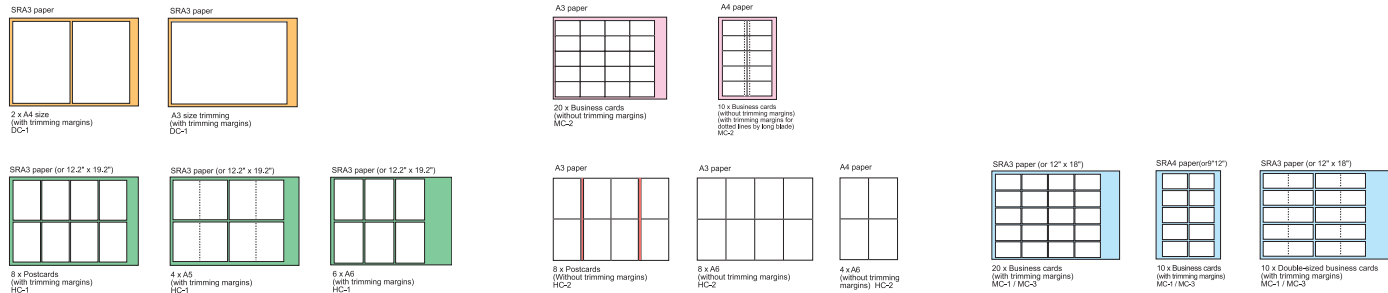 SRA3 paper
2 x A4 size
(with trimming margins)
DC-1
SRA3 paper
A3 size trimming
(with trimming margins)
DC-1
A3 paper
20 x Business cards
(without trimming margins)
MC-2
A4 paper
10 x Business cards
(without trimming margins)
(with trimming margins for
dotted lines by long blade)
MC-2
SRA3 paper (or 12.2" x 19.2")
8 x Postcards
(with trimming margins)
HC-1
SRA3 paper (or 12.2" x 19.2")
4 x A5
(with trimming margins)
HC-1
SRA3 paper (or 12.2" x 19.2")
6 x A6
(with trimming margins)
HC-1
A3 paper
8 x Postcards
(Without trimming margins)
HC-2
A3 paper
8 x A6
(without trimming margins)
HC-2
A4 paper
4 x A6
(without trimming
margins) HC-2
SRA3 paper (or 12" x 18")
20 x Business cards
(with trimming margins)
MC-1 / MC-3
SRA4 paper(or9"12")
10 x Business cards
(with trimming margins)
MC-1 / MC-3
SRA3 paper (or 12" x 18")
10 x Double-sized business cards
(with trimming margins)
MC-1 / MC-3